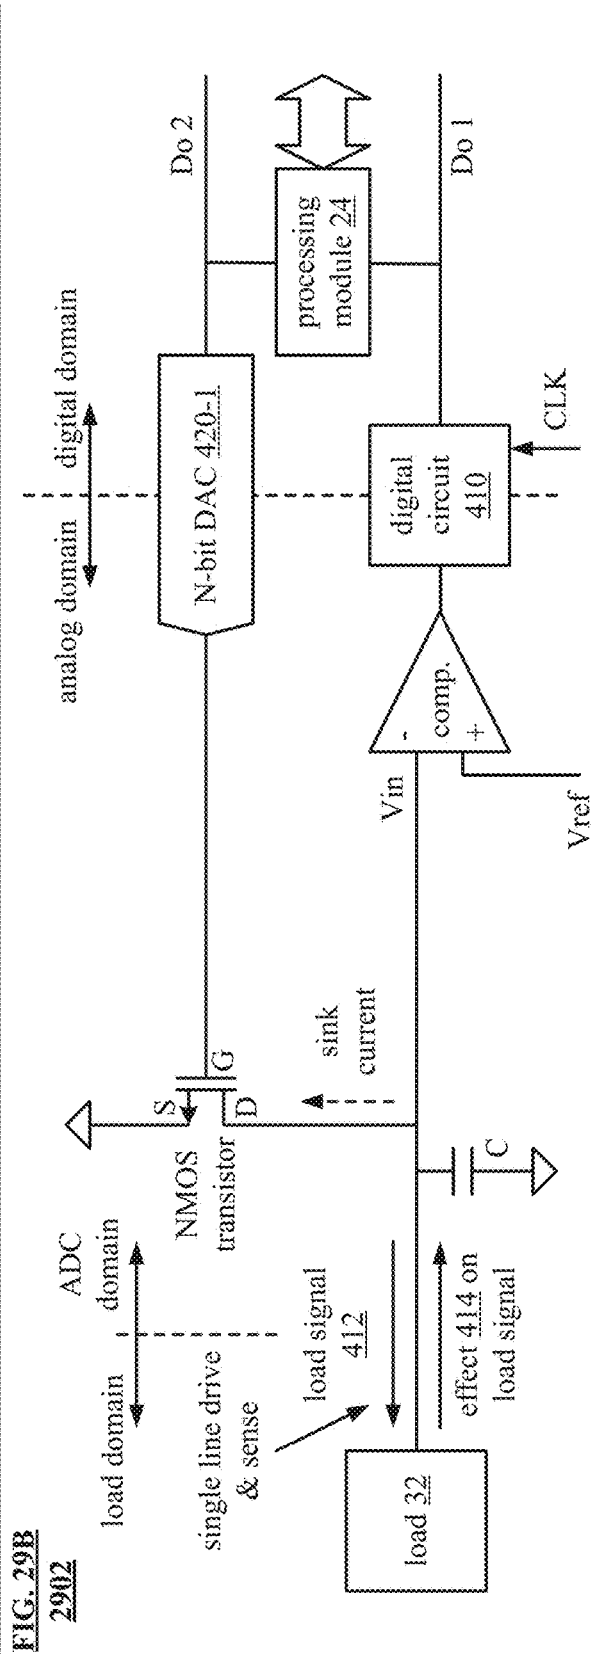 FIG. 29B
2902
load domain
ADC
domain
analog domain
digital domain
single line drive
& sense
NMOS
transistor
S
D
G
N-bit DAC 420-1
Do 2
load signal
412
sink
current
processing
module 24
load 32
effect 414 on
load signal
C
Vin
Vref
-
+
comp.
digital
circuit
410
CLK
Do 1